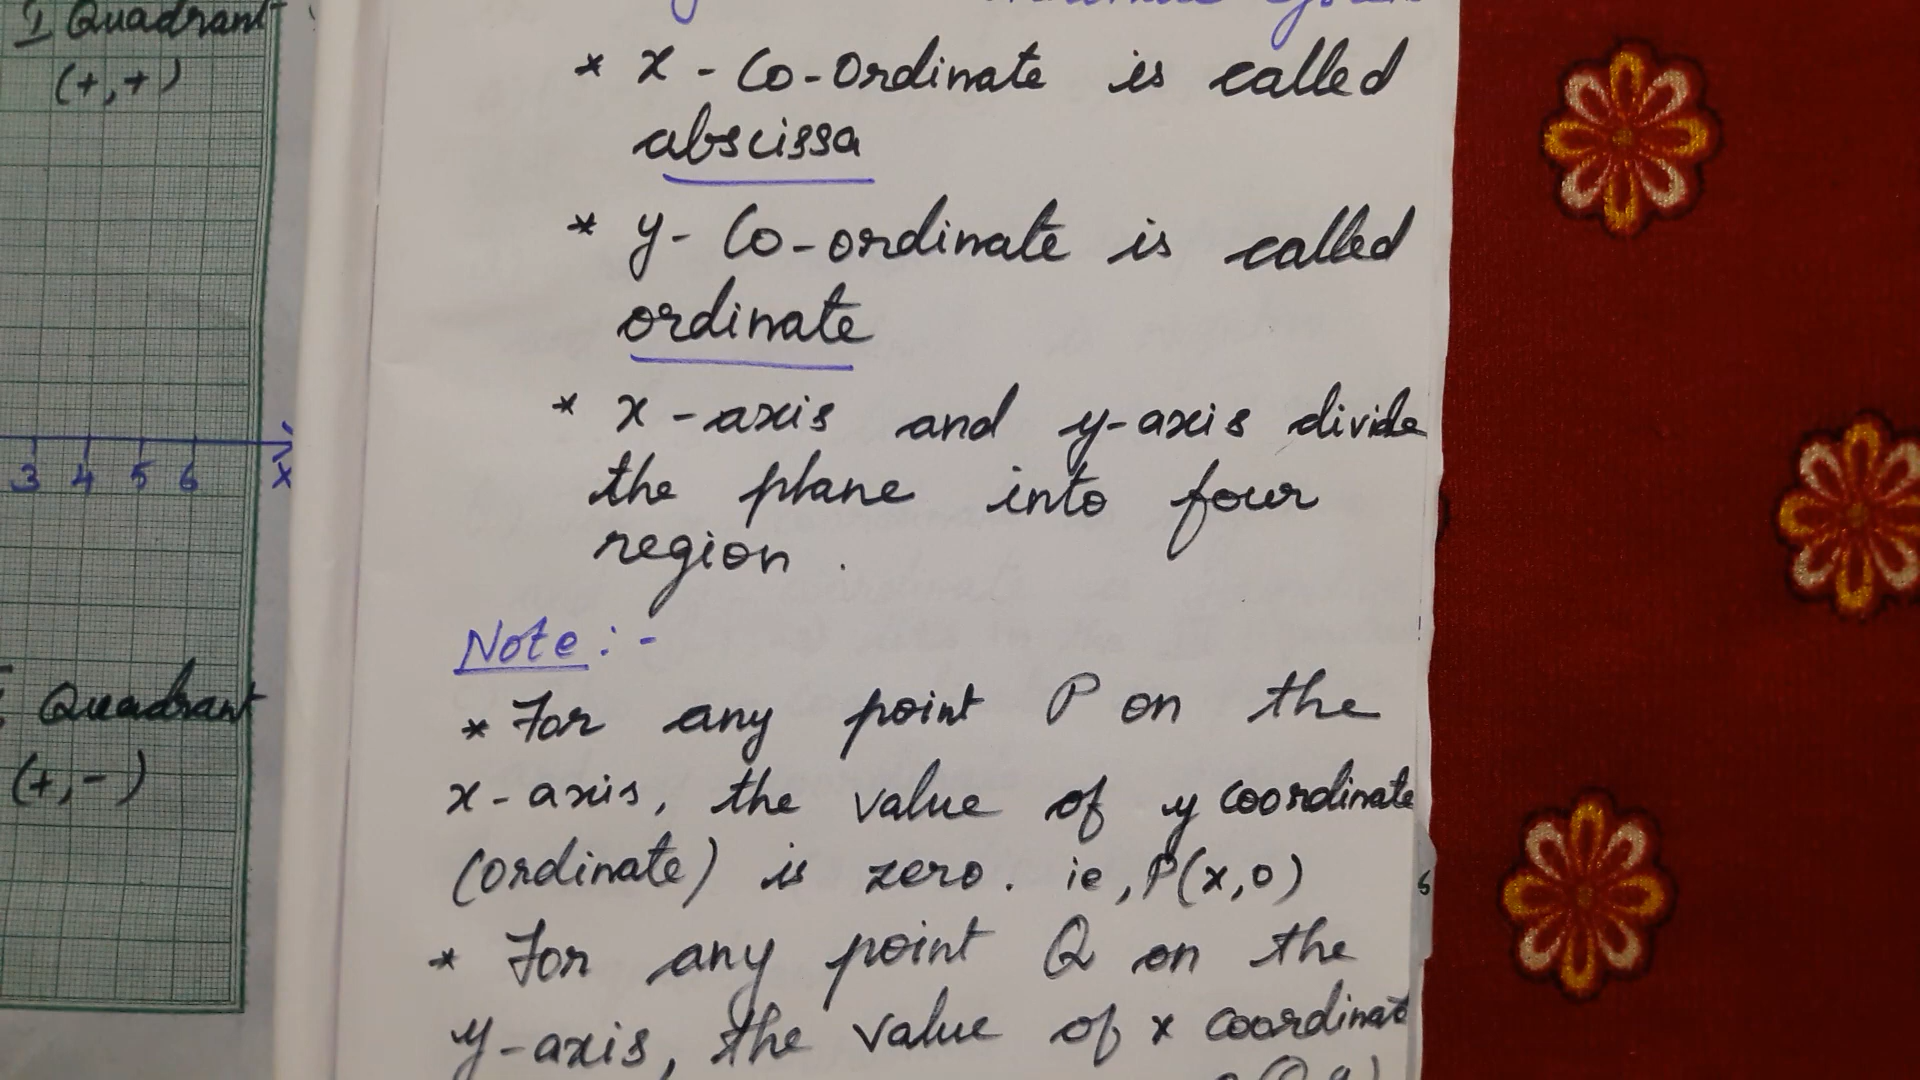 I Quadrant
(+,+)
3 4 5 6 X
Quadrant
(+,-)
* x - Co-Ordinate is called
abscissa
* y - Co-ordinate is called
ordinate
* x - axis and y-axis divide
the plane into four
region.
Note :-
* For any point P on the
x-axis, the value of y coordinate
(ordinate) is zero. ie, P(x,0)
* For any point Q on the
y-axis, the value of x coordinat